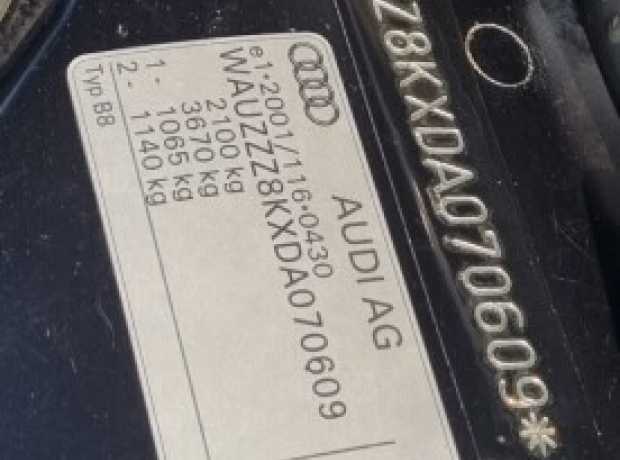 AUDI AG
e1*2001/116*0430
WAUZZZ8KXDA070609
2100 kg
3670 kg
1- 1065 kg
2- 1140 kg
Typ B8
Z8KXDA070609*